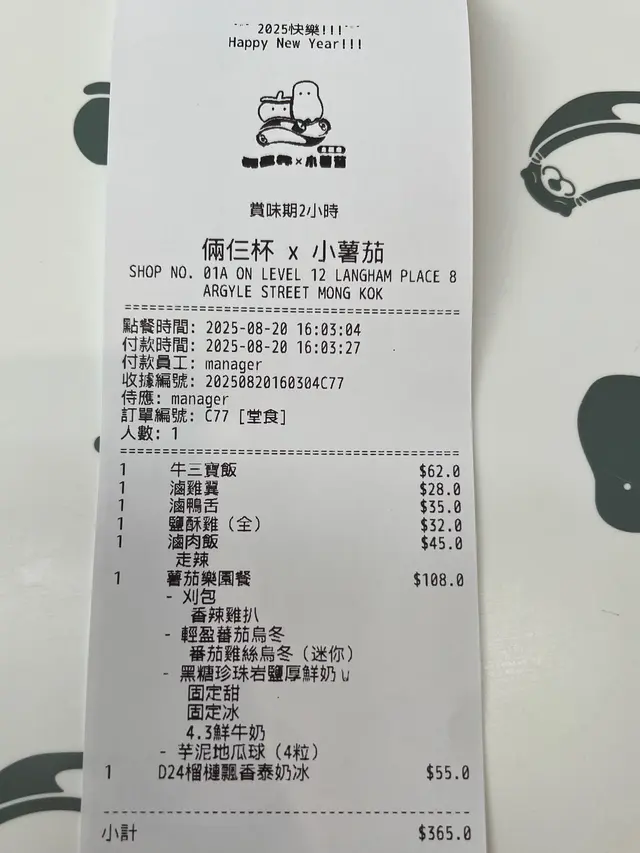 2025快樂!!!
Happy New Year!!!
倆仨杯×小薯茄
賞味期2小時
倆仨杯 x 小薯茄
SHOP NO. 01A ON LEVEL 12 LANGHAM PLACE 8
ARGYLE STREET MONG KOK
點餐時間: 2025-08-20 16:03:04
付款時間: 2025-08-20 16:03:27
付款員工: manager
收據編號: 20250820160304C77
侍應: manager
訂單編號: C77 [堂食]
人數: 1
1 牛三寶飯 $62.0
1 滷雞翼 $28.0
1 滷鴨舌 $35.0
1 鹽酥雞（全） $32.0
1 滷肉飯 $45.0
走辣
1 薯茄樂園餐 $108.0
- 刈包
香辣雞扒
- 輕盈蕃茄烏冬
番茄雞絲烏冬（迷你）
- 黑糖珍珠岩鹽厚鮮奶u
固定甜
固定冰
4.3鮮牛奶
- 芋泥地瓜球（4粒）
1 D24榴槤飄香泰奶冰 $55.0
小計 $365.0